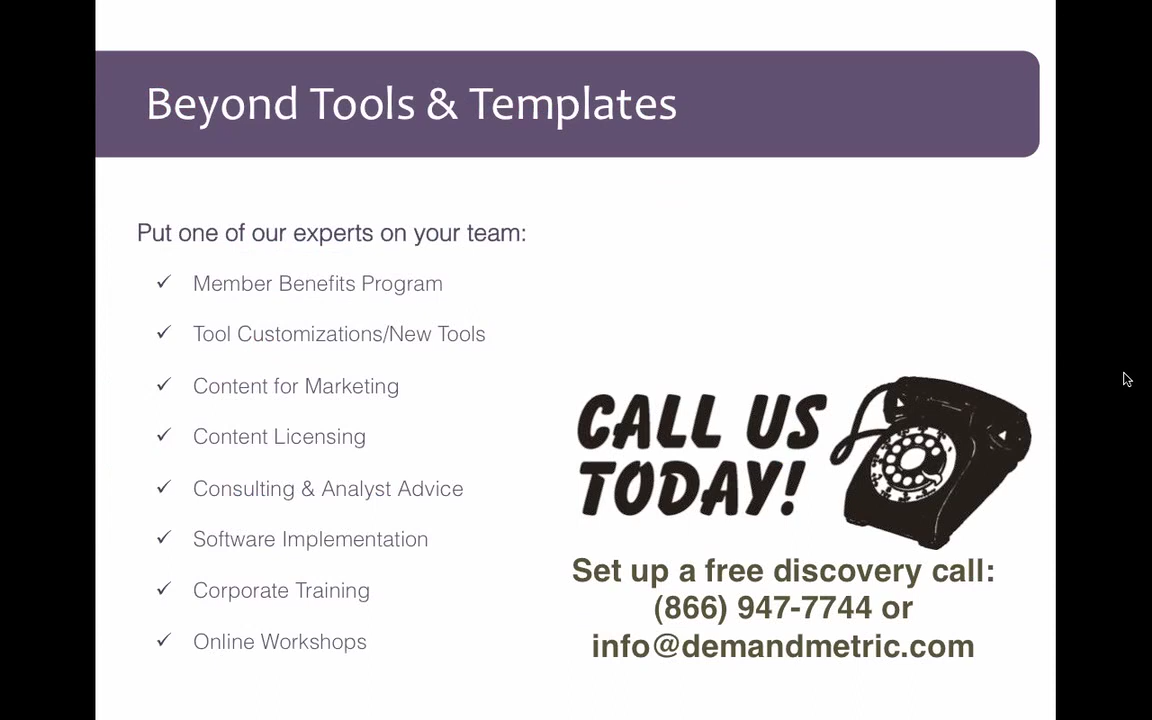 Beyond Tools & Templates
Put one of our experts on your team:
✓ Member Benefits Program
✓ Tool Customizations/New Tools
✓ Content for Marketing
✓ Content Licensing
✓ Consulting & Analyst Advice
✓ Software Implementation
✓ Corporate Training
✓ Online Workshops
CALL US
TODAY!
Set up a free discovery call:
(866) 947-7744 or
info@demandmetric.com